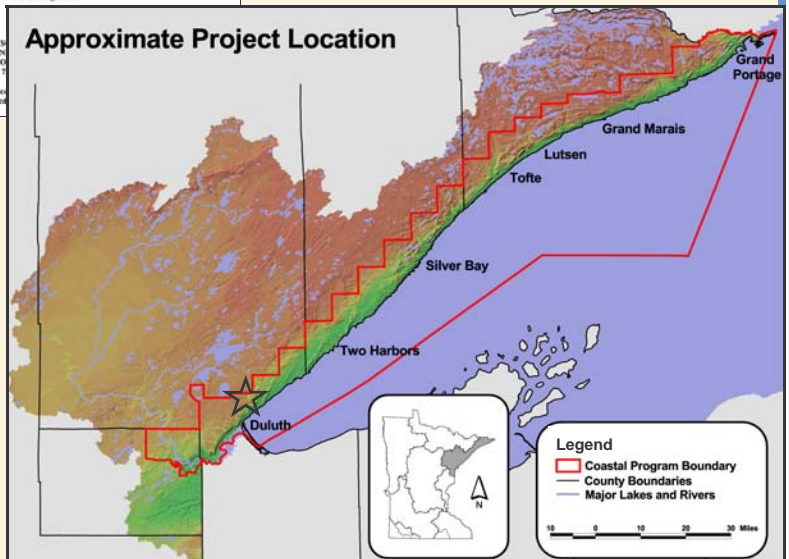 Approximate Project Location
Grand
Portage
Grand Marais
Lutsen
Tofte
Silver Bay
Two Harbors
Duluth
N
Legend
Coastal Program Boundary
County Boundaries
Major Lakes and Rivers
10 0 10 20 30 Miles